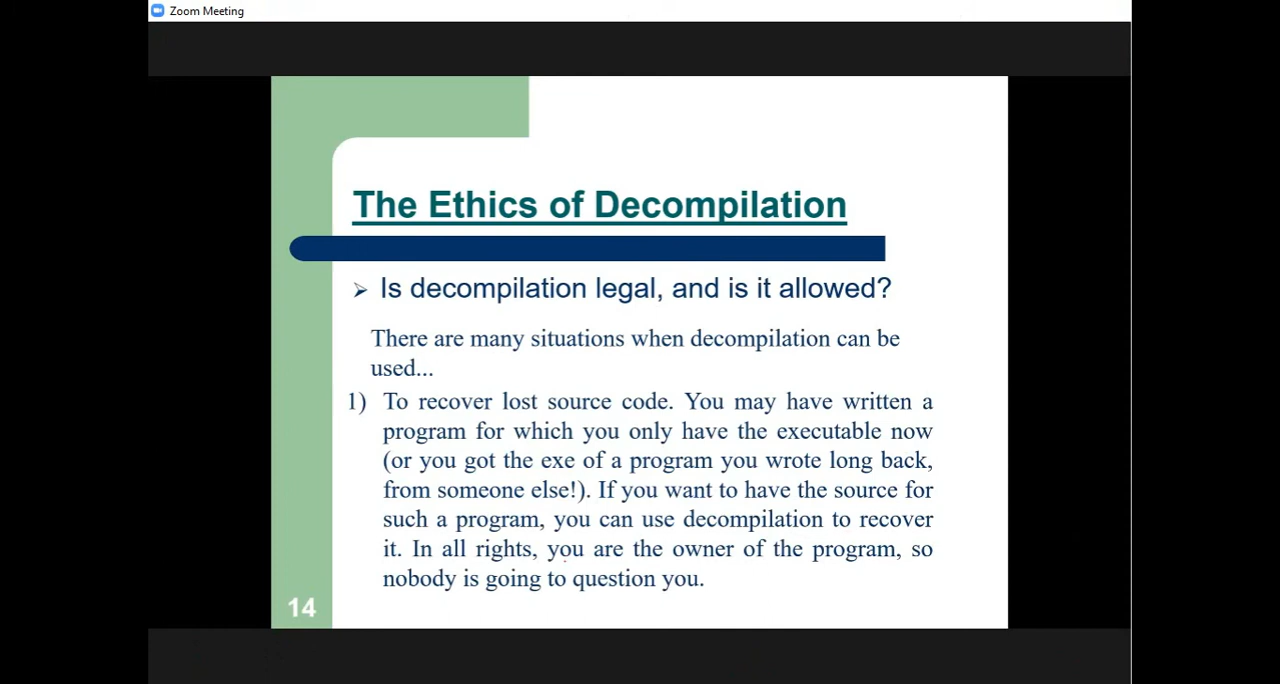 Zoom Meeting
The Ethics of Decompilation
➢ Is decompilation legal, and is it allowed?
There are many situations when decompilation can be
used...
1) To recover lost source code. You may have written a
program for which you only have the executable now
(or you got the exe of a program you wrote long back,
from someone else!). If you want to have the source for
such a program, you can use decompilation to recover
it. In all rights, you are the owner of the program, so
nobody is going to question you.
14